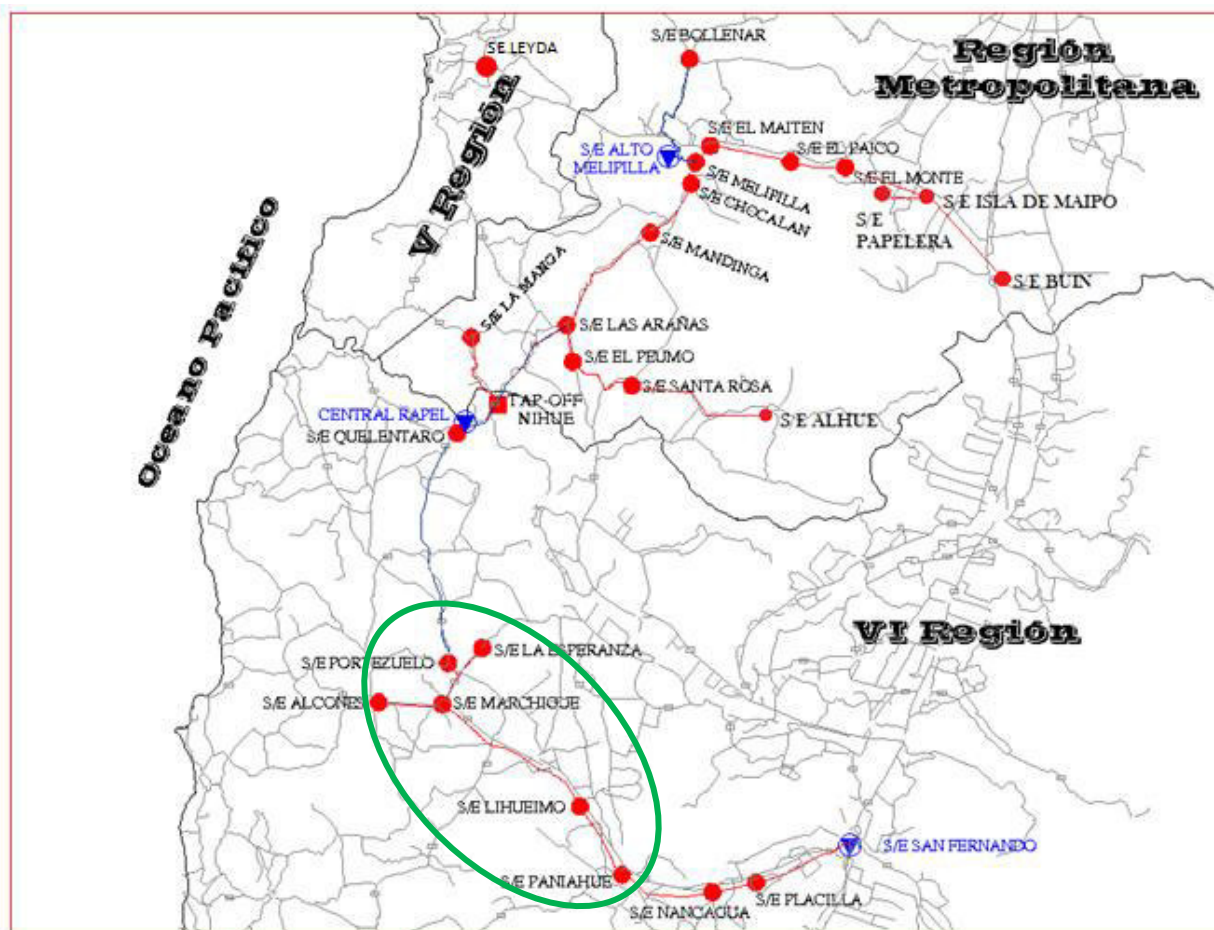 SE LEYDA
S/E BOLLENAR
Región
Metropolitana
V Región
S/E EL MAITEN
S/E ALTO
MELIPILLA
S/E EL PAICO
S/E MELIPILLA
S/E EL MONTE
S/E CHOCALAN
S/E ISLA DE MAIPO
S/E
PAPELERA
S/E MANDINGA
S/E BUIN
Oceano Pacifico
S/E LA MANGA
S/E LAS ARAÑAS
S/E EL PEUMO
S/E SANTA ROSA
TAP-OFF
NIHUE
CENTRAL RAPEL
S/E ALHUE
S/E QUELENTARO
VI Región
S/E LA ESPERANZA
S/E PORTEZUELO
S/E ALCONES
S/E MARCHIGUE
S/E LIHUEIMO
S/E SAN FERNANDO
S/E PANIAHUE
S/E PLACILLA
S/E NANCAGUA